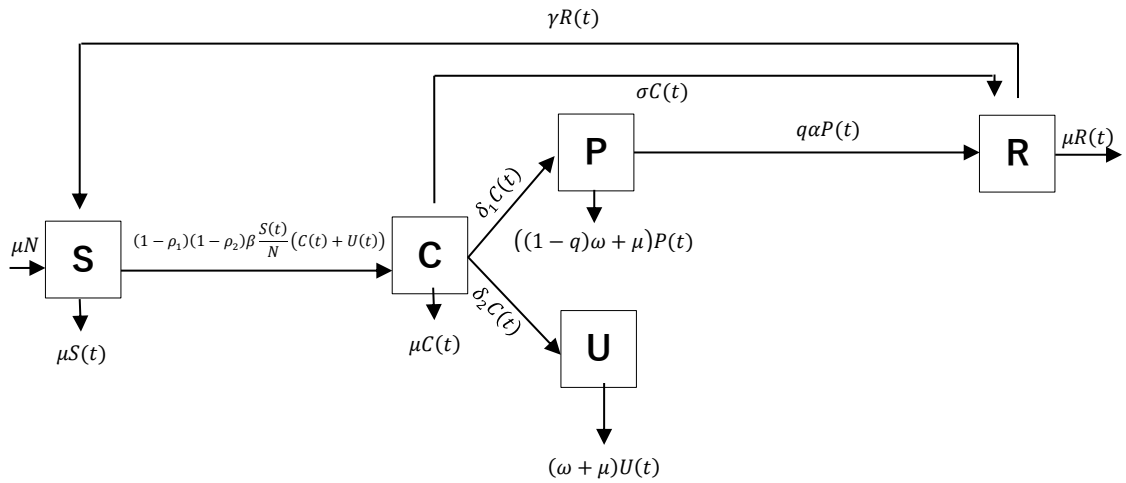 γR(t)
σC(t)
P
qαP(t)
R
μR(t)
δ₁C(t)
((1 − q)ω + μ)P(t)
μN
S
(1 − ρ₁)(1 − ρ₂)β S(t)/N (C(t) + U(t))
C
δ₂C(t)
μS(t)
μC(t)
U
(ω + μ)U(t)